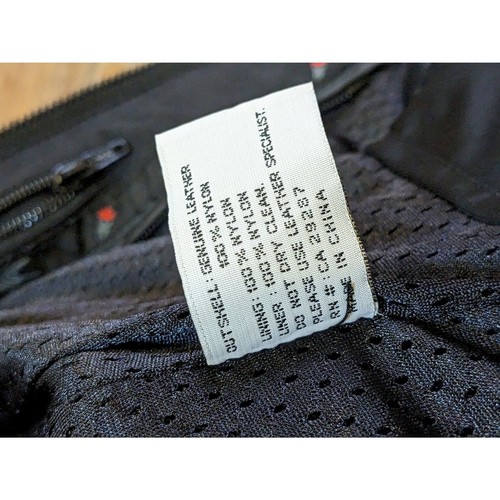 OUTSHELL: GENUINE LEATHER
100% NYLON
LINING: 100% NYLON
LINER: 100% NYLON
DO NOT DRY CLEAN.
PLEASE USE LEATHER SPECIALIST.
RN#: CA 29287
MADE IN CHINA